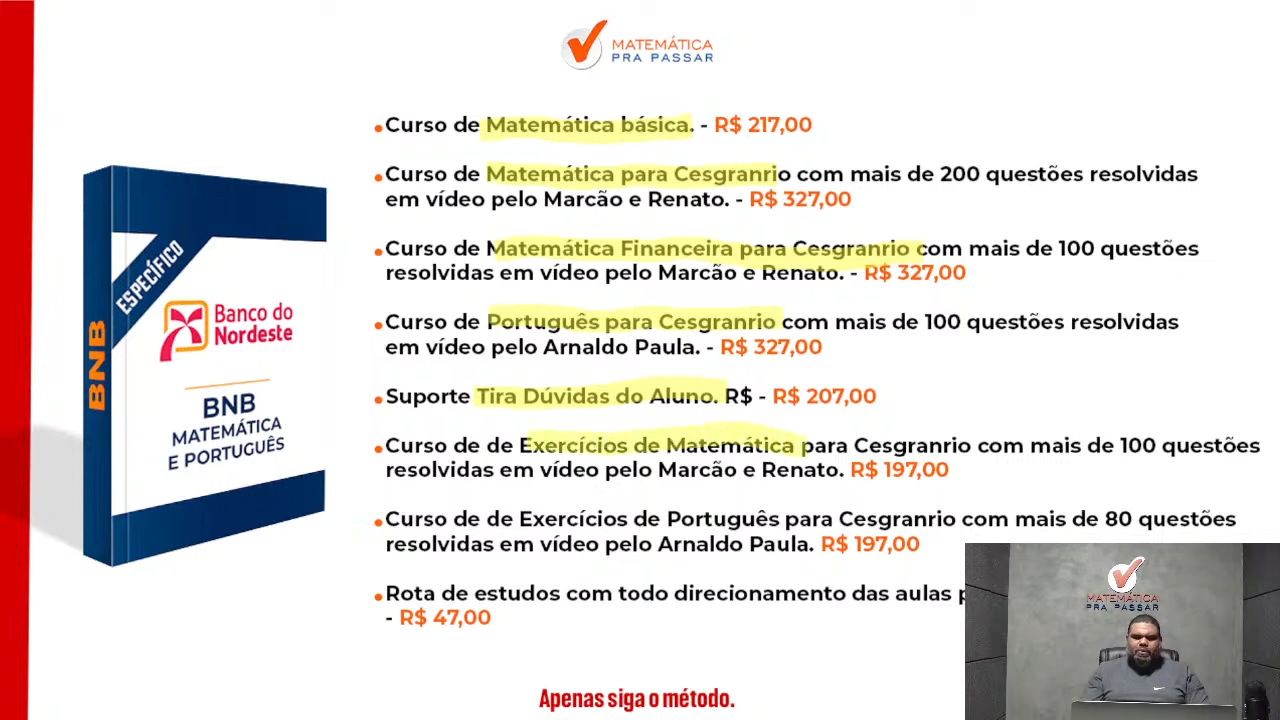 MATEMÁTICA
PRA PASSAR
Curso de Matemática básica. - R$ 217,00
Curso de Matemática para Cesgranrio com mais de 200 questões resolvidas
em vídeo pelo Marcão e Renato. - R$ 327,00
Curso de Matemática Financeira para Cesgranrio com mais de 100 questões
resolvidas em vídeo pelo Marcão e Renato. - R$ 327,00
Curso de Português para Cesgranrio com mais de 100 questões resolvidas
em vídeo pelo Arnaldo Paula. - R$ 327,00
Suporte Tira Dúvidas do Aluno. R$ - R$ 207,00
Curso de de Exercícios de Matemática para Cesgranrio com mais de 100 questões
resolvidas em vídeo pelo Marcão e Renato. R$ 197,00
Curso de de Exercícios de Português para Cesgranrio com mais de 80 questões
resolvidas em vídeo pelo Arnaldo Paula. R$ 197,00
Rota de estudos com todo direcionamento das aulas
- R$ 47,00
ESPECÍFICO
Banco do
Nordeste
BNB
BNB
MATEMÁTICA
E PORTUGUÊS
MATEMÁTICA
PRA PASSAR
Apenas siga o método.